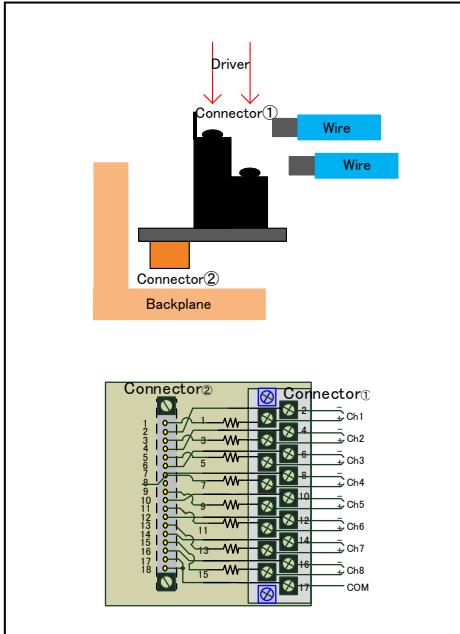 Driver
Connector①
Wire
Wire
Connector②
Backplane
Connector② Connector①
1
2
3
4
5
6
7
8
9
10
11
12
13
14
15
16
17
18
1
3
5
7
9
11
13
15
2
4
6
8
10
12
14
16
17
- + Ch1
- + Ch2
- + Ch3
- + Ch4
- + Ch5
- + Ch6
- + Ch7
- + Ch8
COM